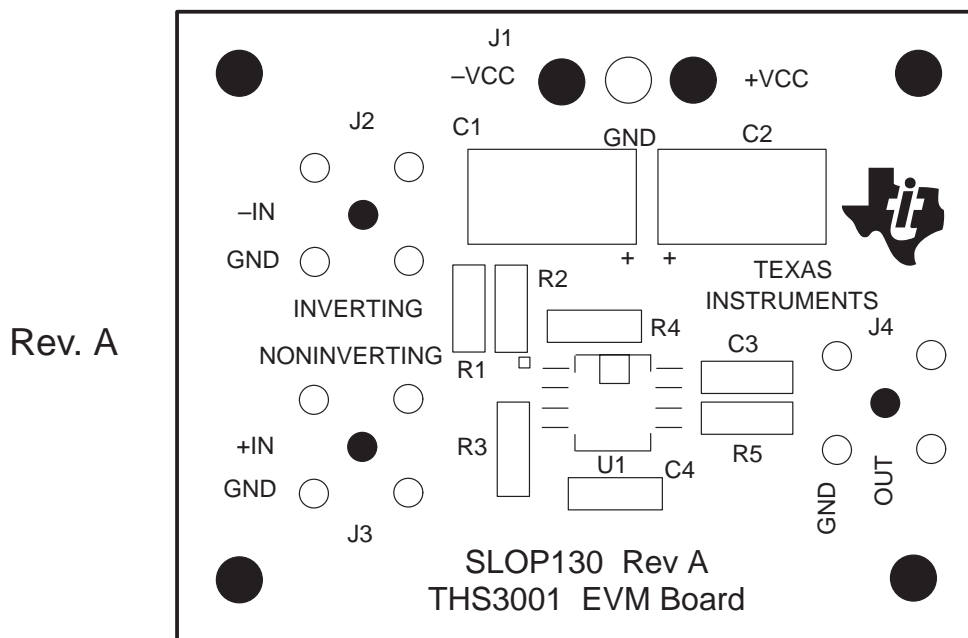 J1
–VCC
+VCC
J2
C1
GND
C2
–IN
GND
+ +
TEXAS
INSTRUMENTS
R2
INVERTING
R4
J4
Rev. A
NONINVERTING
R1
C3
+IN
R3
R5
GND
U1
C4
GND
OUT
J3
SLOP130 Rev A
THS3001 EVM Board